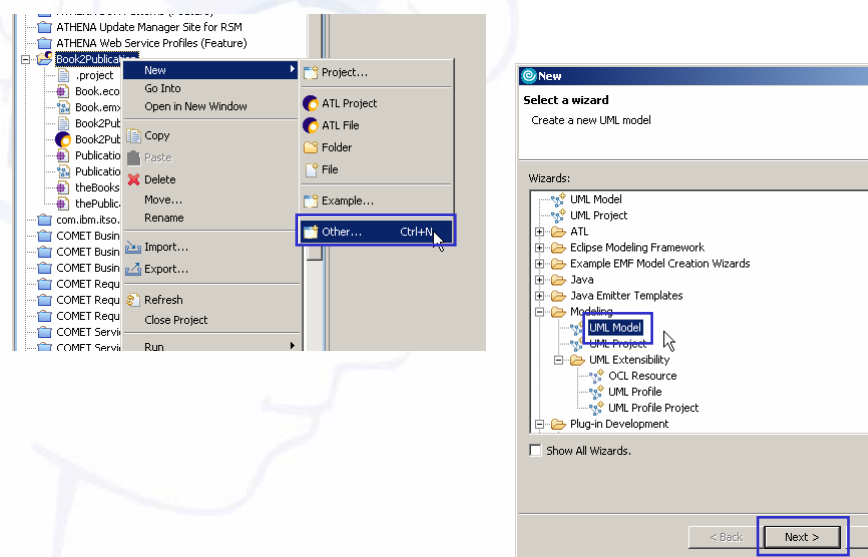 ATHENA Update Manager Site for RSM
ATHENA Web Service Profiles (Feature)
Book2Publication
.project
Book.eco
Book.emx
Book2Pub
Book2Pub
Publicatio
Publicatio
theBooks
thePublic
com.ibm.itso.
COMET Busin
COMET Busin
COMET Busin
COMET Requ
COMET Requ
COMET Requ
COMET Servi
COMET Servi
New
Go Into
Open in New Window
Copy
Paste
Delete
Move...
Rename
Import...
Export...
Refresh
Close Project
Run
Project...
ATL Project
ATL File
Folder
File
Example...
Other... Ctrl+N
New
Select a wizard
Create a new UML model
Wizards:
UML Model
UML Project
ATL
Eclipse Modeling Framework
Example EMF Model Creation Wizards
Java
Java Emitter Templates
Modeling
UML Model
UML Project
UML Extensibility
OCL Resource
UML Profile
UML Profile Project
Plug-in Development
Show All Wizards.
< Back
Next >